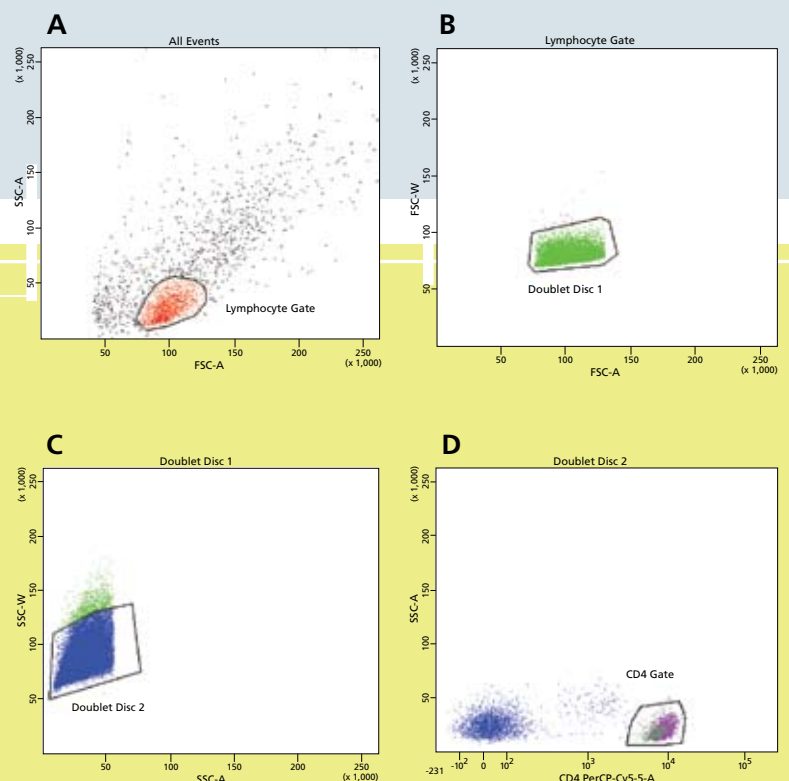 A
All Events
(x 1,000)
250
200
150
100
50
SSC-A
Lymphocyte Gate
50 100 150 200 250
FSC-A
(x 1,000)
B
Lymphocyte Gate
(x 1,000)
250
200
150
100
50
FSC-W
Doublet Disc 1
50 100 150 200 250
FSC-A
(x 1,000)
C
Doublet Disc 1
(x 1,000)
250
200
150
100
50
SSC-W
Doublet Disc 2
50 100 150 200 250
SSC-A
(x 1,000)
D
Doublet Disc 2
(x 1,000)
250
200
150
100
50
SSC-A
CD4 Gate
-231 -10² 0 10² 10³ 10⁴ 10⁵
CD4 PerCP-Cy5-5-A